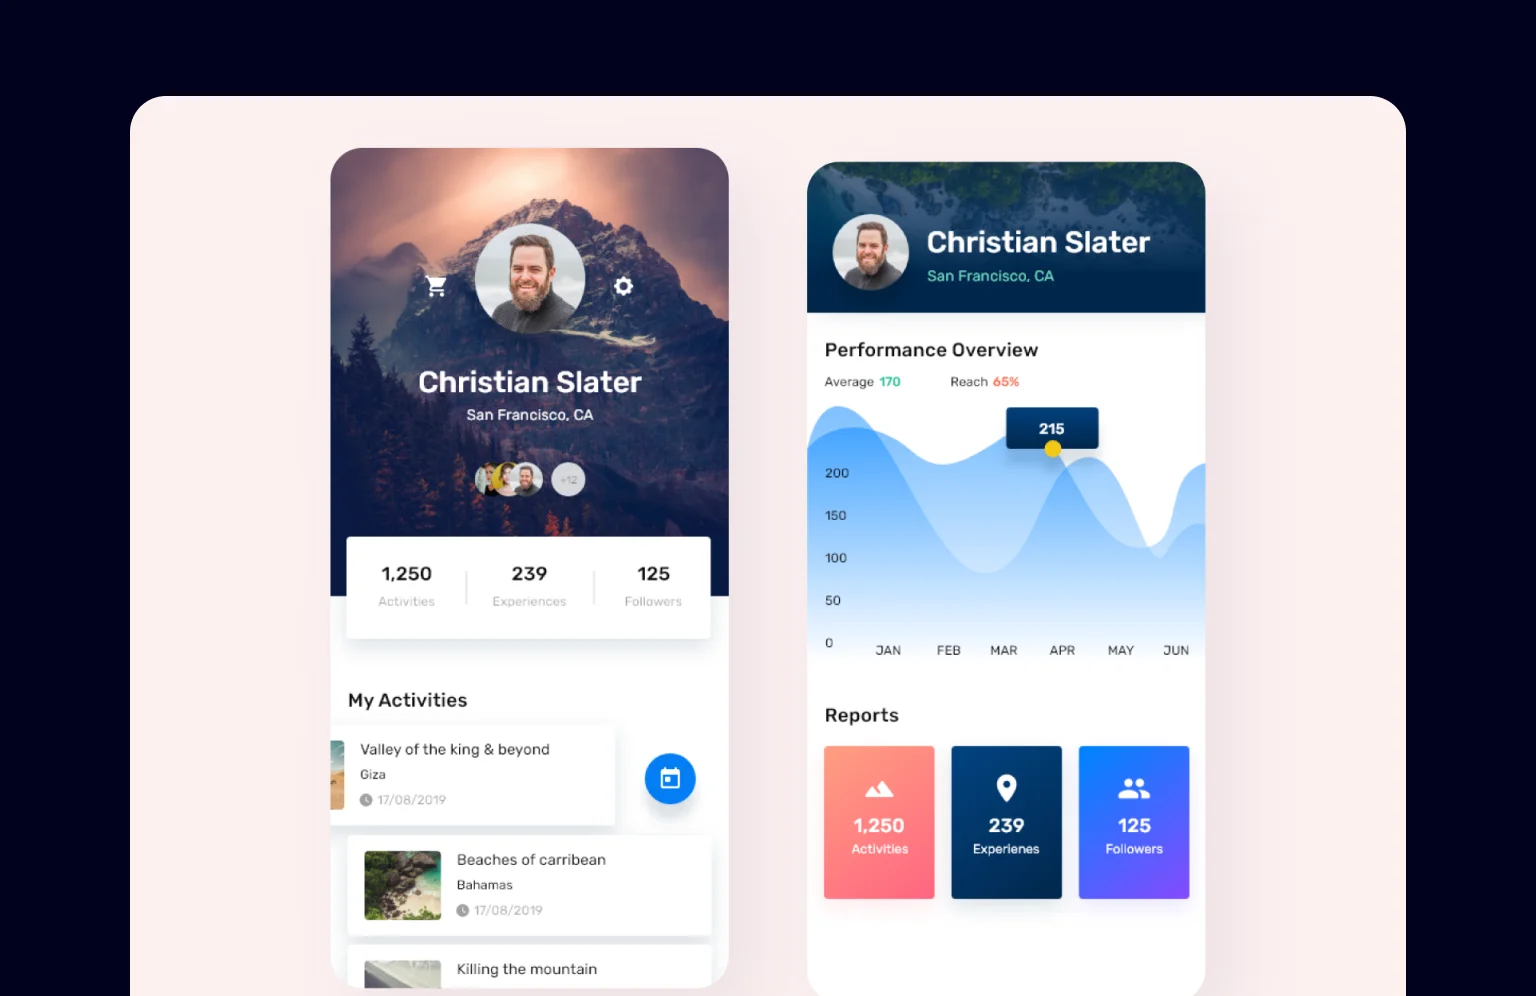 Christian Slater
San Francisco, CA
+12
1,250 239 125
Activities Experiences Followers
My Activities
Valley of the king & beyond
Giza
17/08/2019
Beaches of carribean
Bahamas
17/08/2019
Killing the mountain
Christian Slater
San Francisco, CA
Performance Overview
Average 170 Reach 65%
215
200
150
100
50
0
JAN FEB MAR APR MAY JUN
Reports
1,250 239 125
Activities Experienes Followers